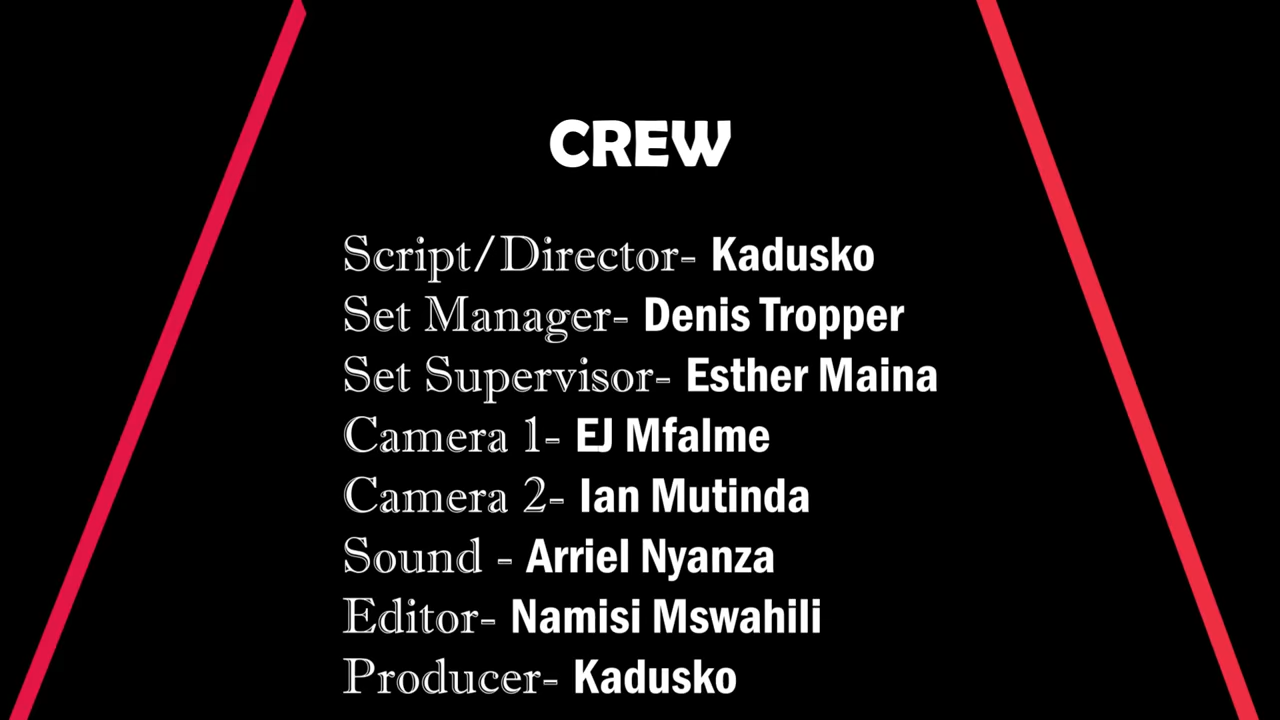 CREW
Script/Director- Kadusko
Set Manager- Denis Tropper
Set Supervisor- Esther Maina
Camera 1- EJ Mfalme
Camera 2- Ian Mutinda
Sound - Arriel Nyanza
Editor- Namisi Mswahili
Producer- Kadusko